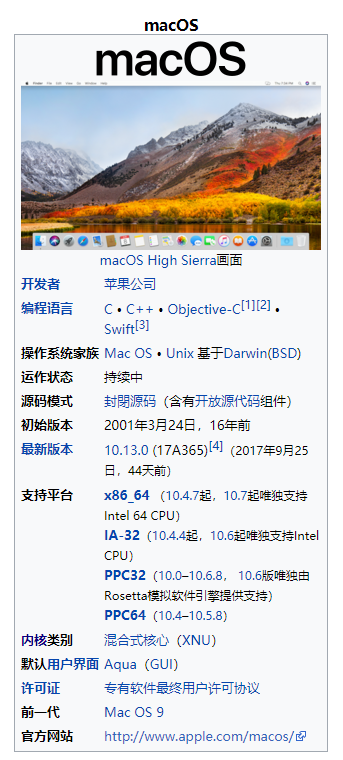 macOS
macOS
macOS High Sierra画面
开发者 苹果公司
编程语言 C • C++ • Objective-C[1][2] •
Swift[3]
操作系统家族 Mac OS • Unix 基于Darwin(BSD)
运作状态 持续中
源码模式 封閉源码（含有开放源代码组件）
初始版本 2001年3月24日，16年前
最新版本 10.13.0 (17A365)[4]（2017年9月25
日，44天前）
支持平台 x86_64 （10.4.7起，10.7起唯独支持
Intel 64 CPU）
IA-32（10.4.4起，10.6起唯独支持Intel
CPU）
PPC32（10.0–10.6.8， 10.6版唯独由
Rosetta模拟软件引擎提供支持）
PPC64（10.4–10.5.8）
内核类别 混合式核心（XNU）
默认用户界面 Aqua（GUI）
许可证 专有软件最终用户许可协议
前一代 Mac OS 9
官方网站 http://www.apple.com/macos/